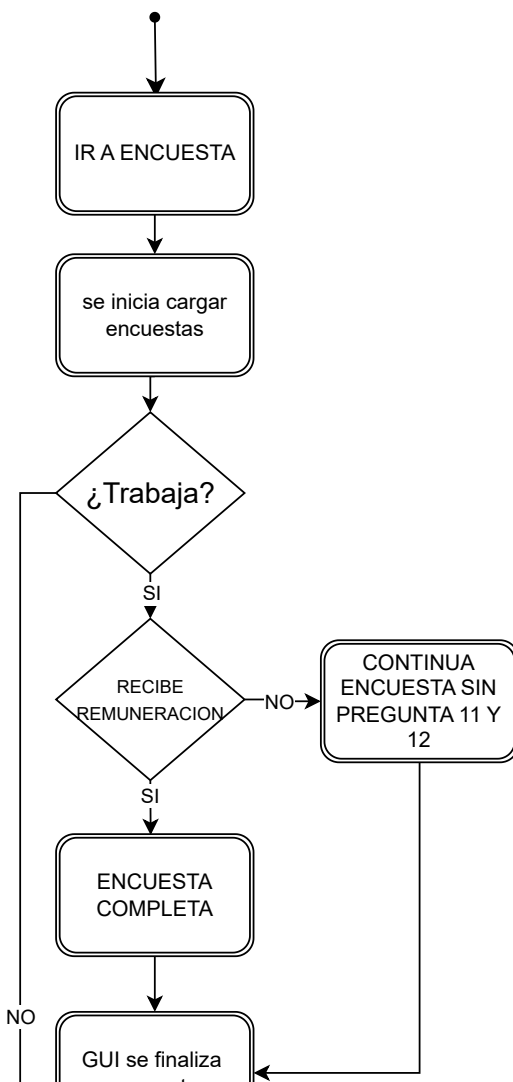 IR A ENCUESTA
se inicia cargar
encuestas
¿Trabaja?
SI
RECIBE
REMUNERACION
NO
CONTINUA
ENCUESTA SIN
PREGUNTA 11 Y
12
SI
ENCUESTA
COMPLETA
NO
GUI se finaliza